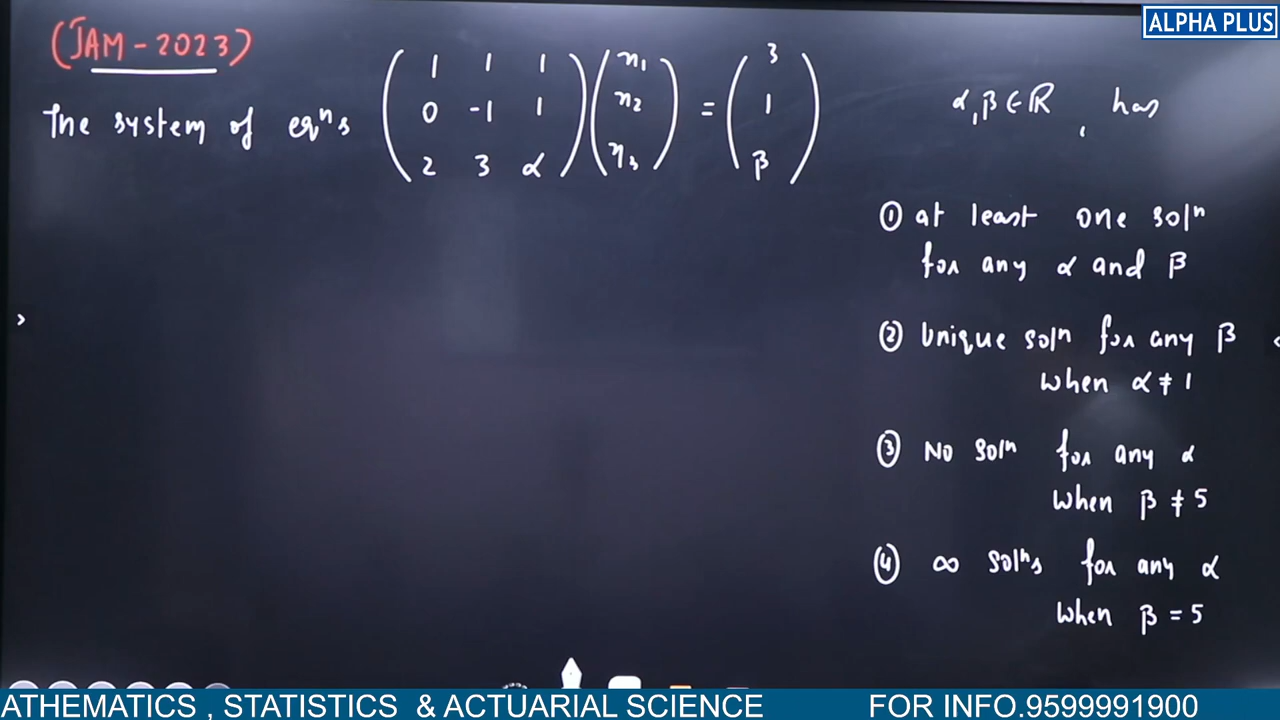 ALPHA PLUS
(JAM - 2023)
The system of eqⁿs ( 1 1 1 ; 0 -1 1 ; 2 3 α ) ( x₁ ; x₂ ; x₃ ) = ( 3 ; 1 ; β ) α, β ∈ ℝ , has
① at least one solⁿ
for any α and β
② Unique solⁿ for any β
when α ≠ 1
③ No solⁿ for any α
when β ≠ 5
④ ∞ solⁿs for any α
when β = 5
ATHEMATICS , STATISTICS & ACTUARIAL SCIENCE FOR INFO.9599991900